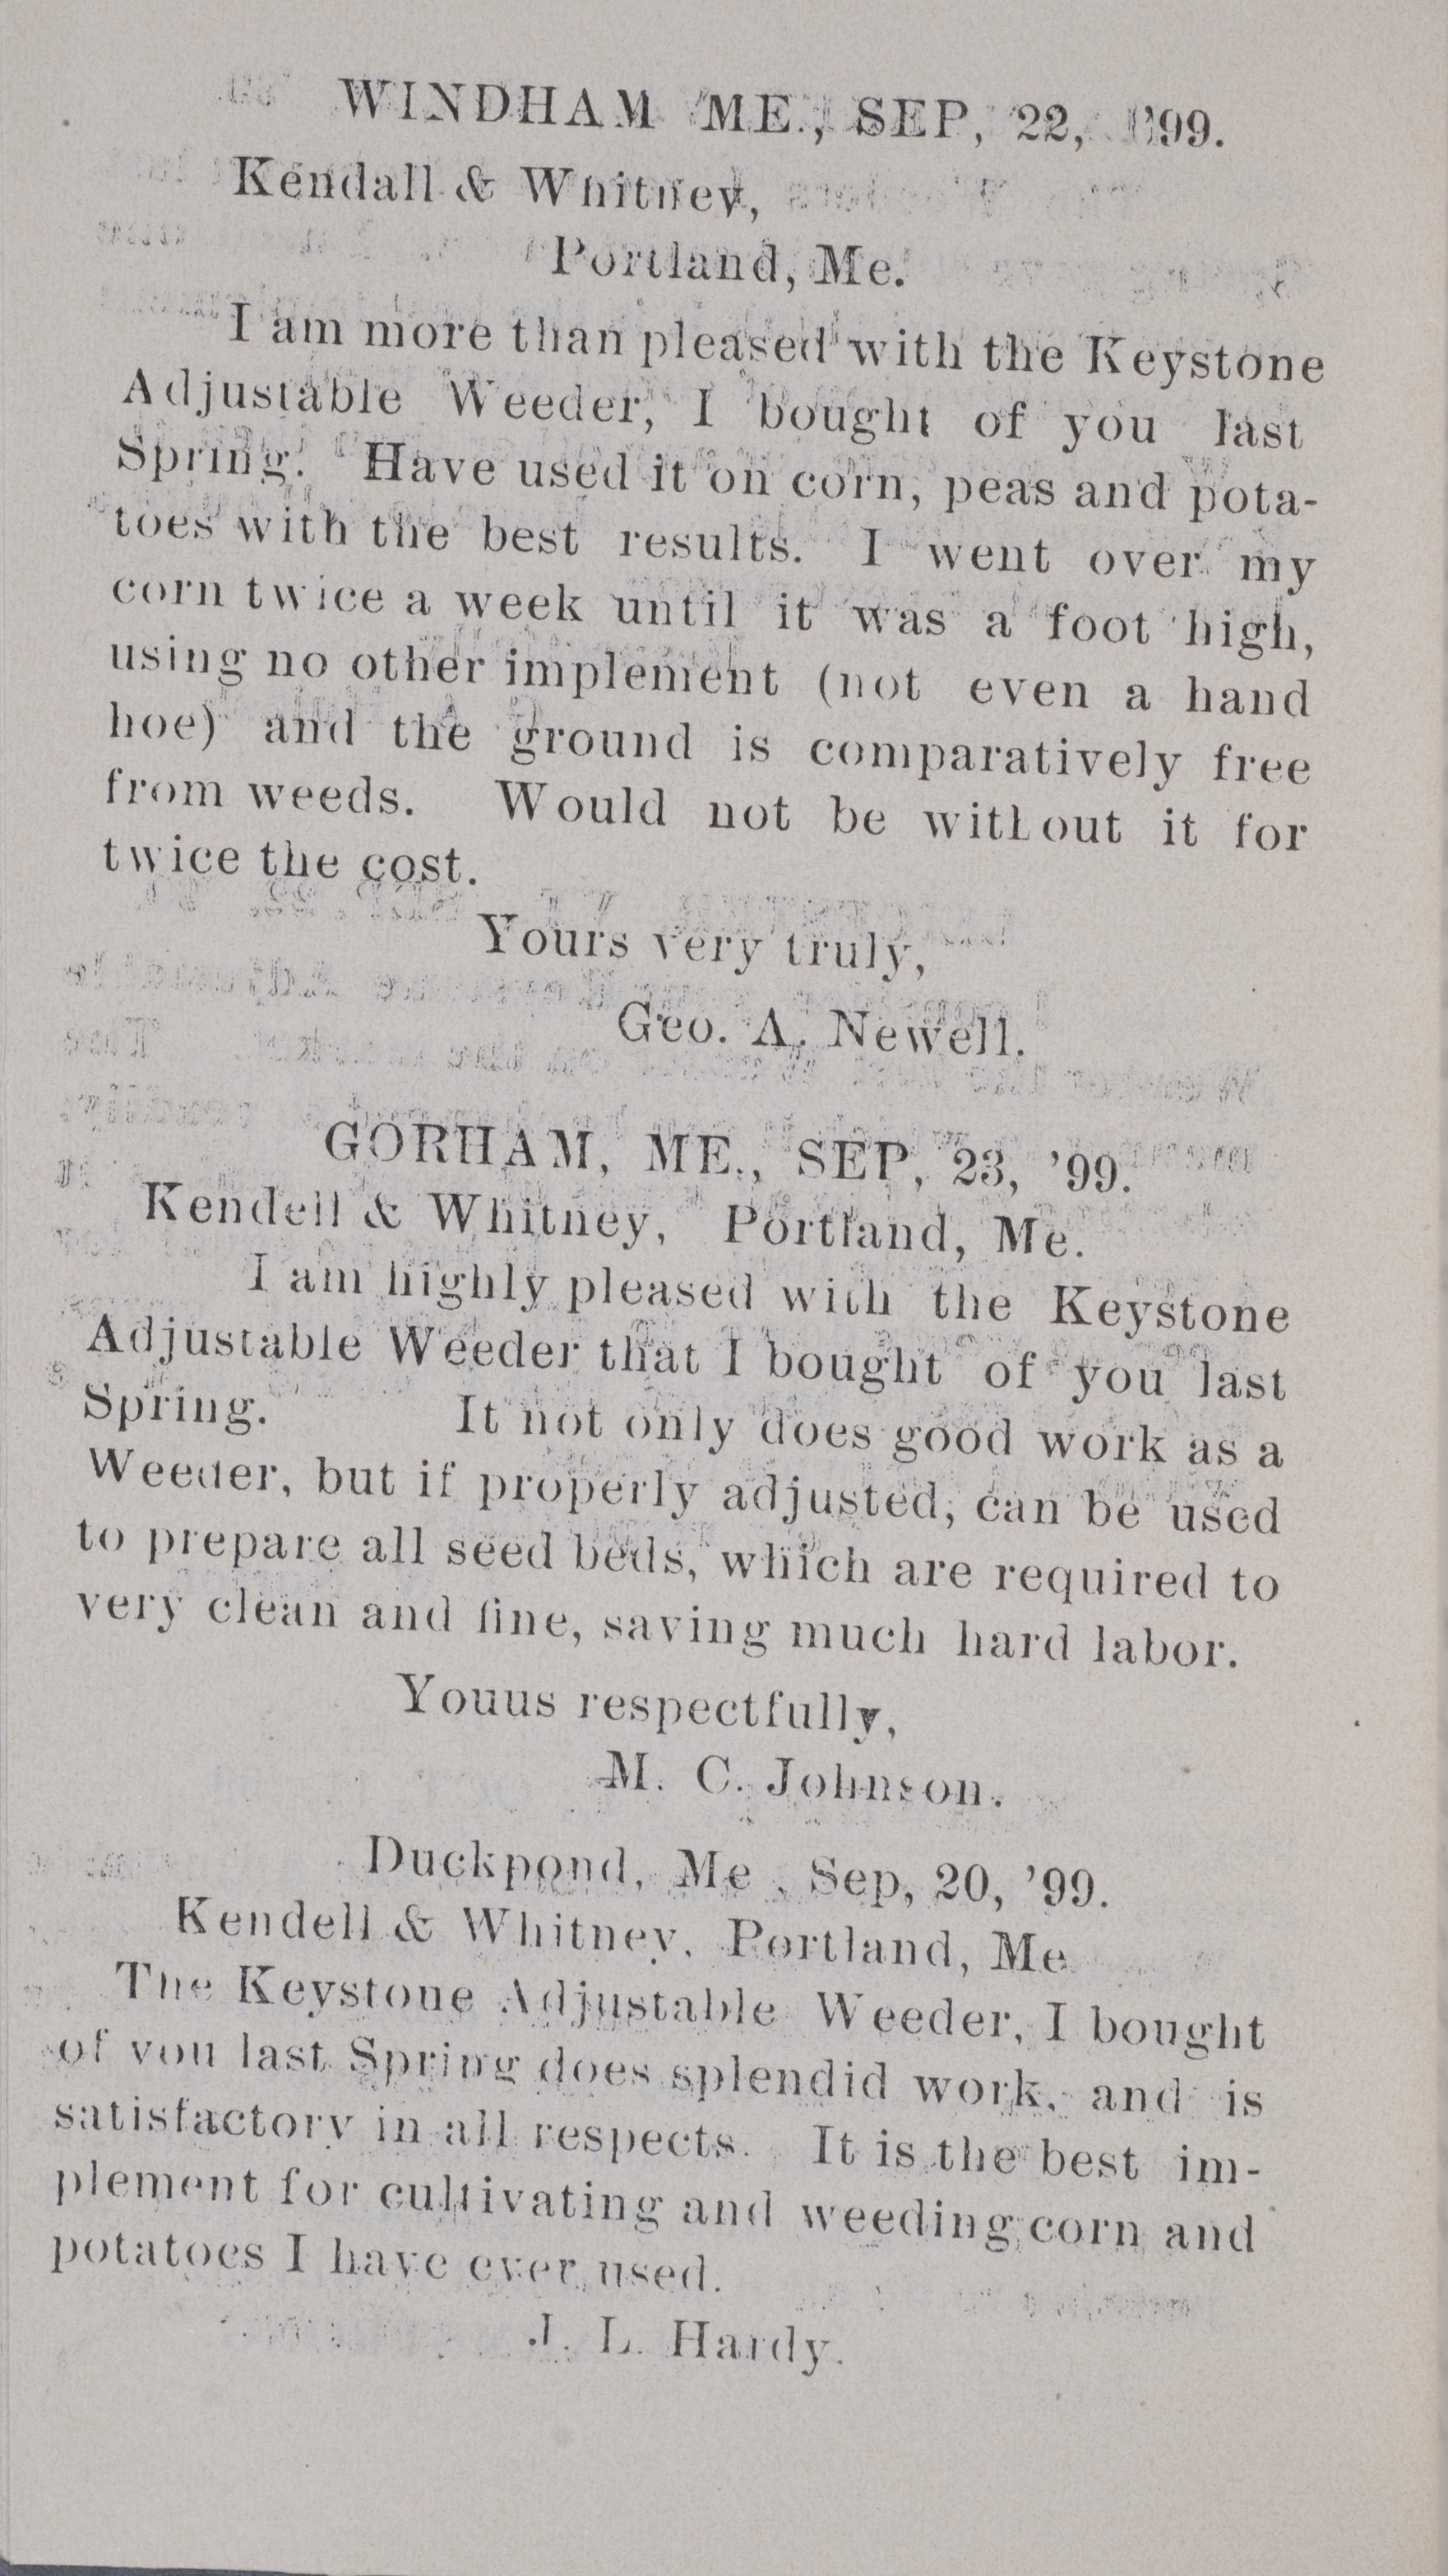 WINDHAM ME., SEP, 22, '99.
Kendall & Whitney,
Portland, Me.
I am more than pleased with the Keystone
Adjustable Weeder, I bought of you last
Spring. Have used it on corn, peas and pota-
toes with the best results. I went over my
corn twice a week until it was a foot high,
using no other implement (not even a hand
hoe) and the ground is comparatively free
from weeds. Would not be without it for
twice the cost.
Yours very truly,
Geo. A. Newell.
GORHAM, ME., SEP, 23, '99.
Kendell & Whitney, Portland, Me.
I am highly pleased with the Keystone
Adjustable Weeder that I bought of you last
Spring. It not only does good work as a
Weeder, but if properly adjusted, can be used
to prepare all seed beds, which are required to
very clean and fine, saving much hard labor.
Youus respectfully,
M. C. Johnson.
Duckpond, Me., Sep, 20, '99.
Kendell & Whitney, Portland, Me
The Keystoue Adjustable Weeder, I bought
of you last Spring does splendid work, and is
satisfactory in all respects. It is the best im-
plement for cultivating and weeding corn and
potatoes I have ever used.
J. L. Hardy.